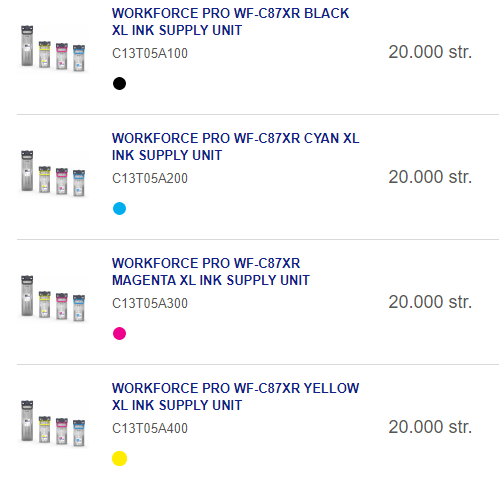 WORKFORCE PRO WF-C87XR BLACK
XL INK SUPPLY UNIT
C13T05A100
20.000 str.
WORKFORCE PRO WF-C87XR CYAN XL
INK SUPPLY UNIT
C13T05A200
20.000 str.
WORKFORCE PRO WF-C87XR
MAGENTA XL INK SUPPLY UNIT
C13T05A300
20.000 str.
WORKFORCE PRO WF-C87XR YELLOW
XL INK SUPPLY UNIT
C13T05A400
20.000 str.